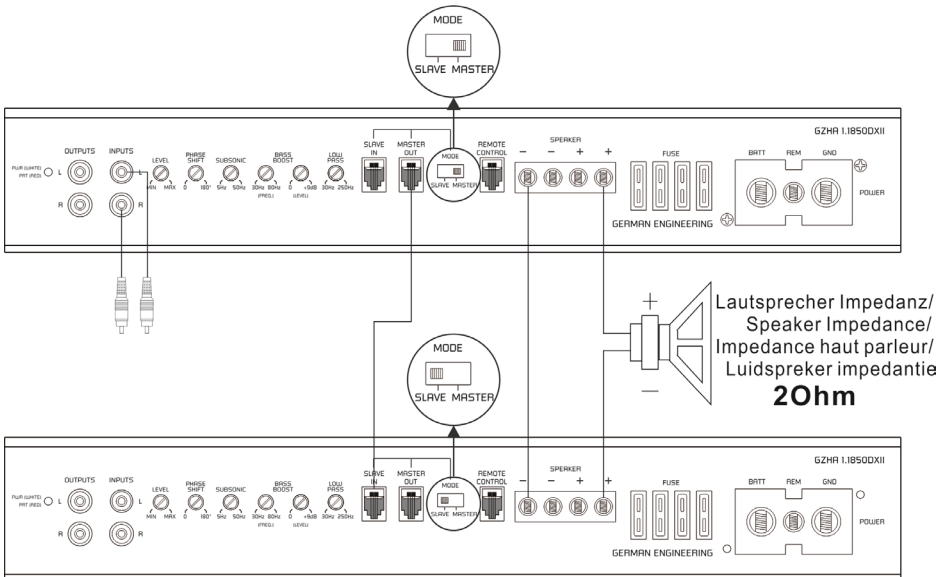 MODE
SLAVE MASTER
GZHA 1.1850DXII
OUTPUTS INPUTS
LEVEL
PHASE SHIFT
SUBSONIC
BASS BOOST
LOW PASS
SLAVE IN
MASTER OUT
MODE
REMOTE CONTROL
SPEAKER
- - + +
FUSE
BATT REM GND
PWR (WHITE)
PRT (RED)
L L
R R
MIN MAX 0 180° 5Hz 50Hz 30Hz 80Hz 0 +9dB 30Hz 250Hz
(FREQ.) (LEVEL)
SLAVE MASTER
POWER
GERMAN ENGINEERING
+
Lautsprecher Impedanz/
Speaker Impedance/
Impedance haut parleur/
Luidspreker impedantie
2Ohm
-
MODE
SLAVE MASTER
GZHA 1.1850DXII
OUTPUTS INPUTS
LEVEL
PHASE SHIFT
SUBSONIC
BASS BOOST
LOW PASS
SLAVE IN
MASTER OUT
MODE
REMOTE CONTROL
SPEAKER
- - + +
FUSE
BATT REM GND
PWR (WHITE)
PRT (RED)
L L
R R
MIN MAX 0 180° 5Hz 50Hz 30Hz 80Hz 0 +9dB 30Hz 250Hz
(FREQ.) (LEVEL)
SLAVE MASTER
POWER
GERMAN ENGINEERING